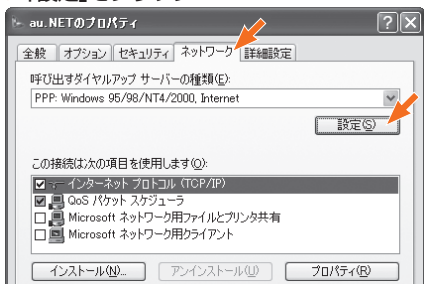 au.NETのプロパティ
全般 オプション セキュリティ ネットワーク 詳細設定
呼び出すダイヤルアップ サーバーの種類(E):
PPP: Windows 95/98/NT4/2000, Internet
設定(S)
この接続は次の項目を使用します(O):
インターネット プロトコル (TCP/IP)
QoS パケット スケジューラ
Microsoft ネットワーク用ファイルとプリンタ共有
Microsoft ネットワーク用クライアント
インストール(N)... アンインストール(U) プロパティ(R)